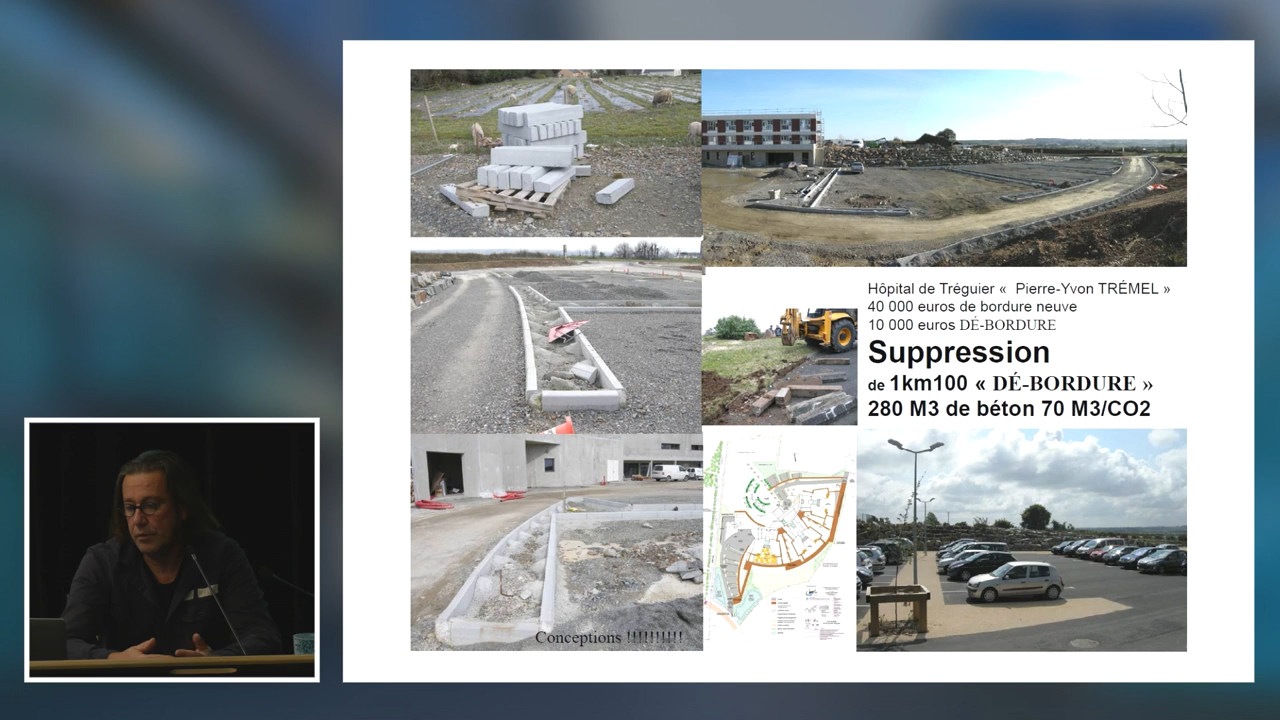 Hôpital de Tréguier «  Pierre-Yvon TRÉMEL »
40 000 euros de bordure neuve
10 000 euros DÉ-BORDURE
Suppression
de 1km100 « DÉ-BORDURE »
280 M3 de béton 70 M3/CO2
Conceptions !!!!!!!!!!